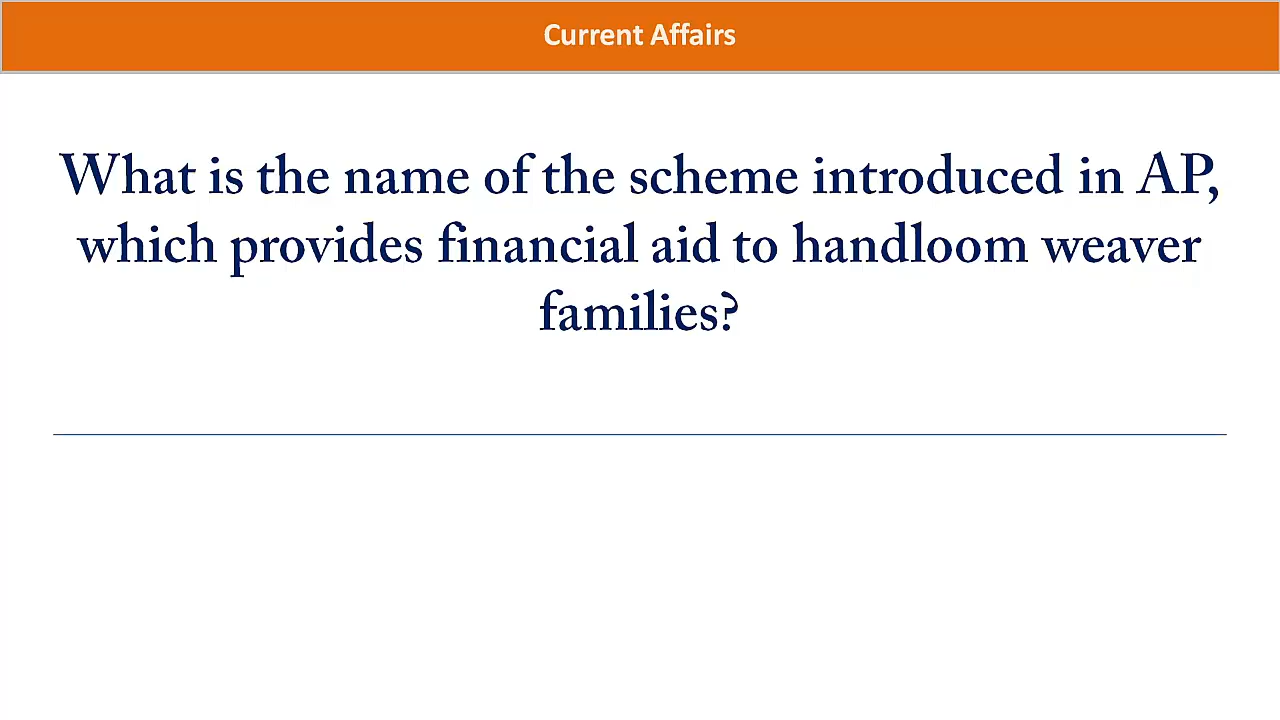 Current Affairs
What is the name of the scheme introduced in AP,
which provides financial aid to handloom weaver
families?